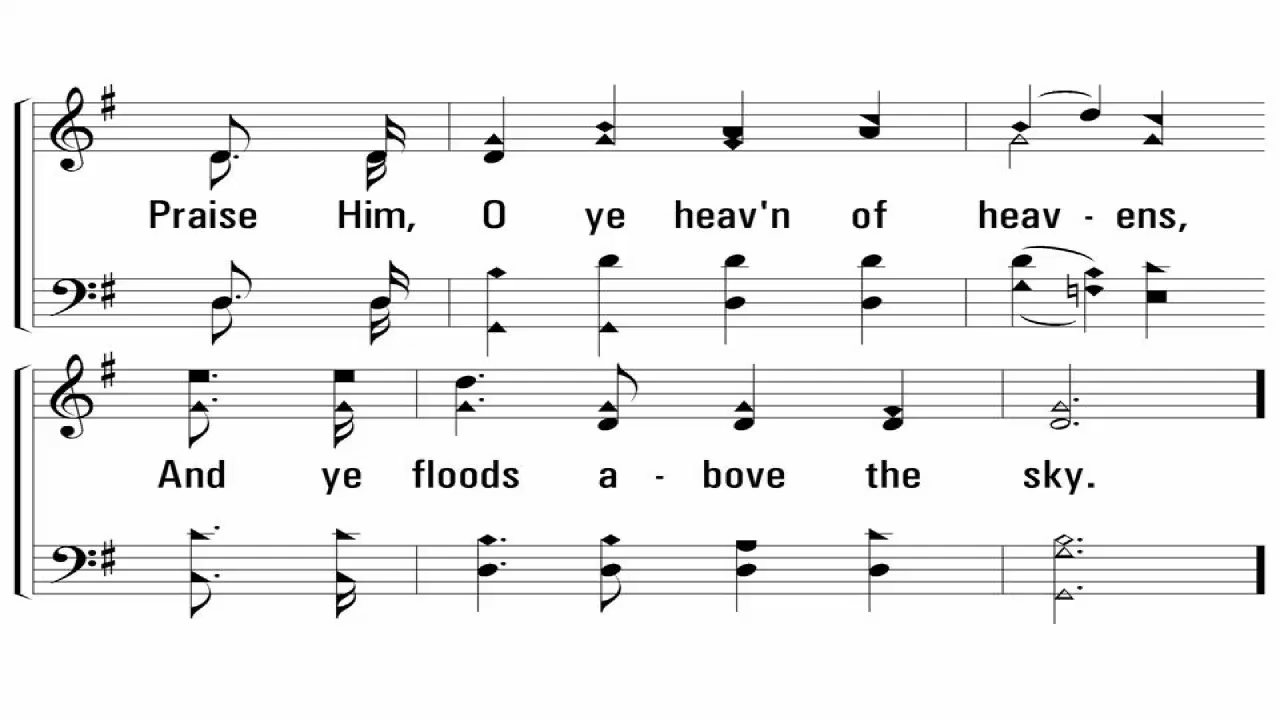 Praise Him, O ye heav'n of heav - ens,
And ye floods a - bove the sky.